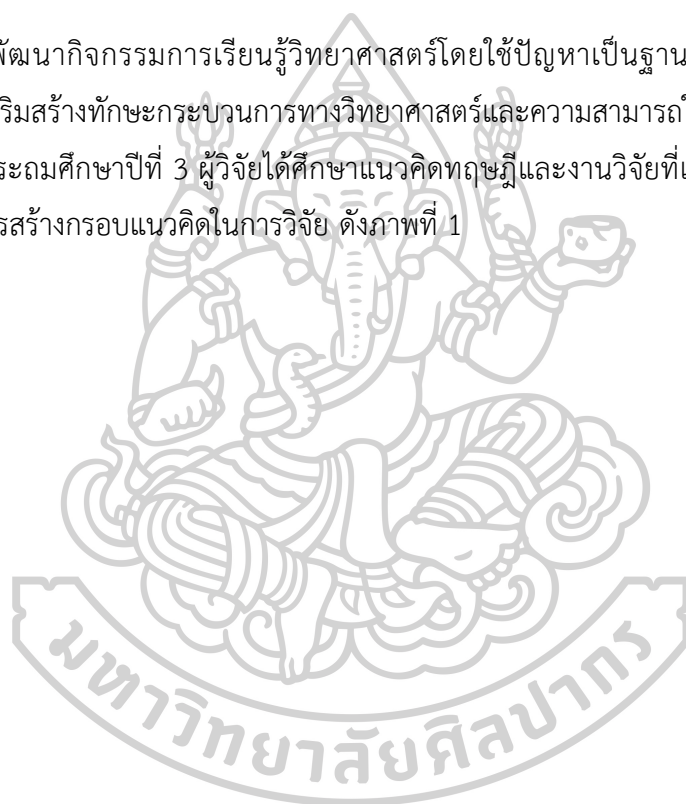 พัฒนากิจกรรมการเรียนรู้วิทยาศาสตร์โดยใช้ปัญหาเป็นฐาน
ริมสร้างทักษะกระบวนการทางวิทยาศาสตร์และความสามารถใ
ระถมศึกษาปีที่ 3 ผู้วิจัยได้ศึกษาแนวคิดทฤษฎีและงานวิจัยที่เ
รสร้างกรอบแนวคิดในการวิจัย ดังภาพที่ 1
มหาวิทยาลัยศิลปากร